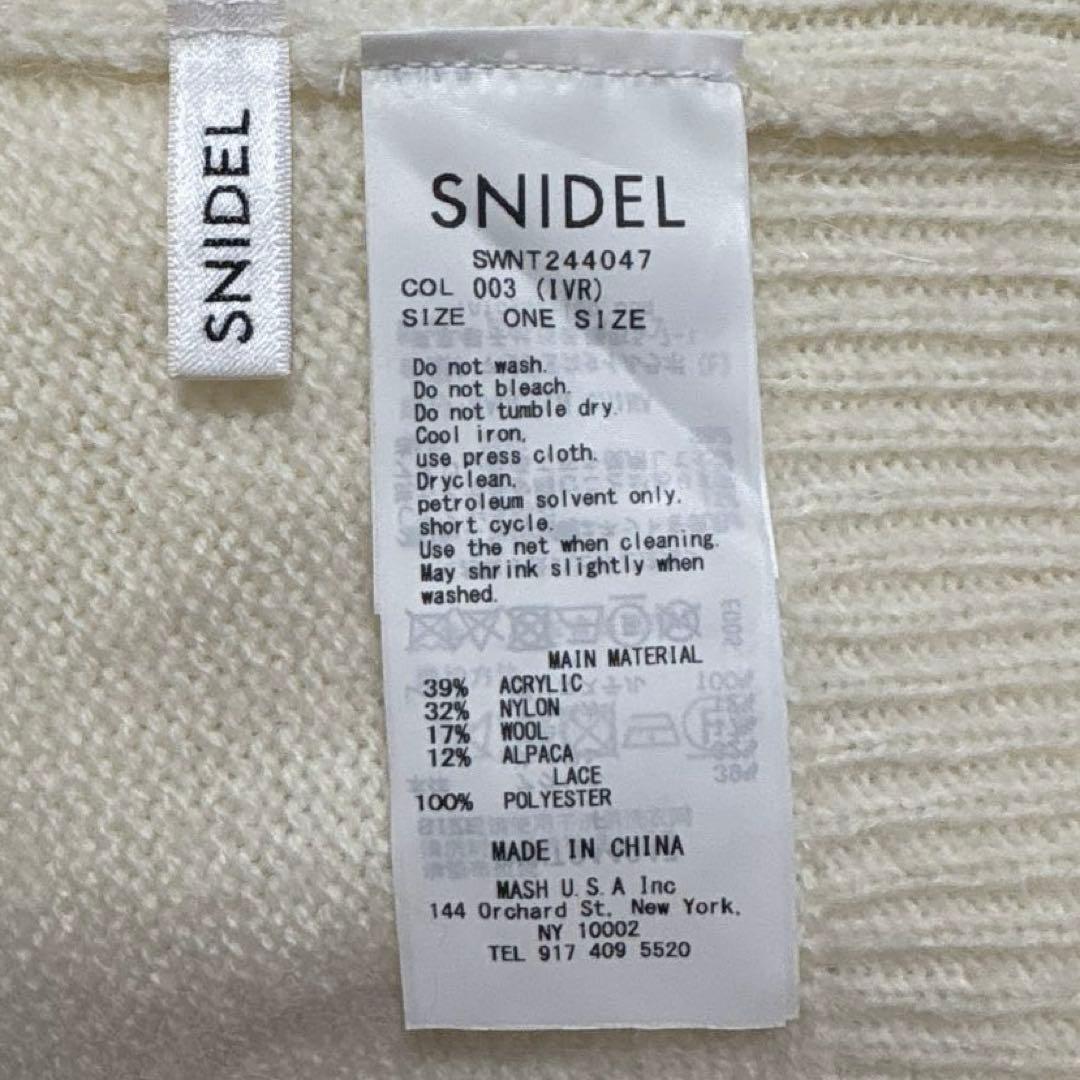 SNIDEL
SNIDEL
SWNT244047
COL 003 (IVR)
SIZE ONE SIZE
Do not wash.
Do not bleach.
Do not tumble dry.
Cool iron.
use press cloth.
Dryclean.
petroleum solvent only.
short cycle.
Use the net when cleaning.
May shrink slightly when
washed.
MAIN MATERIAL
39% ACRYLIC
32% NYLON
17% WOOL
12% ALPACA
LACE
100% POLYESTER
MADE IN CHINA
MASH U.S.A Inc
144 Orchard St. New York.
NY 10002
TEL 917 409 5520